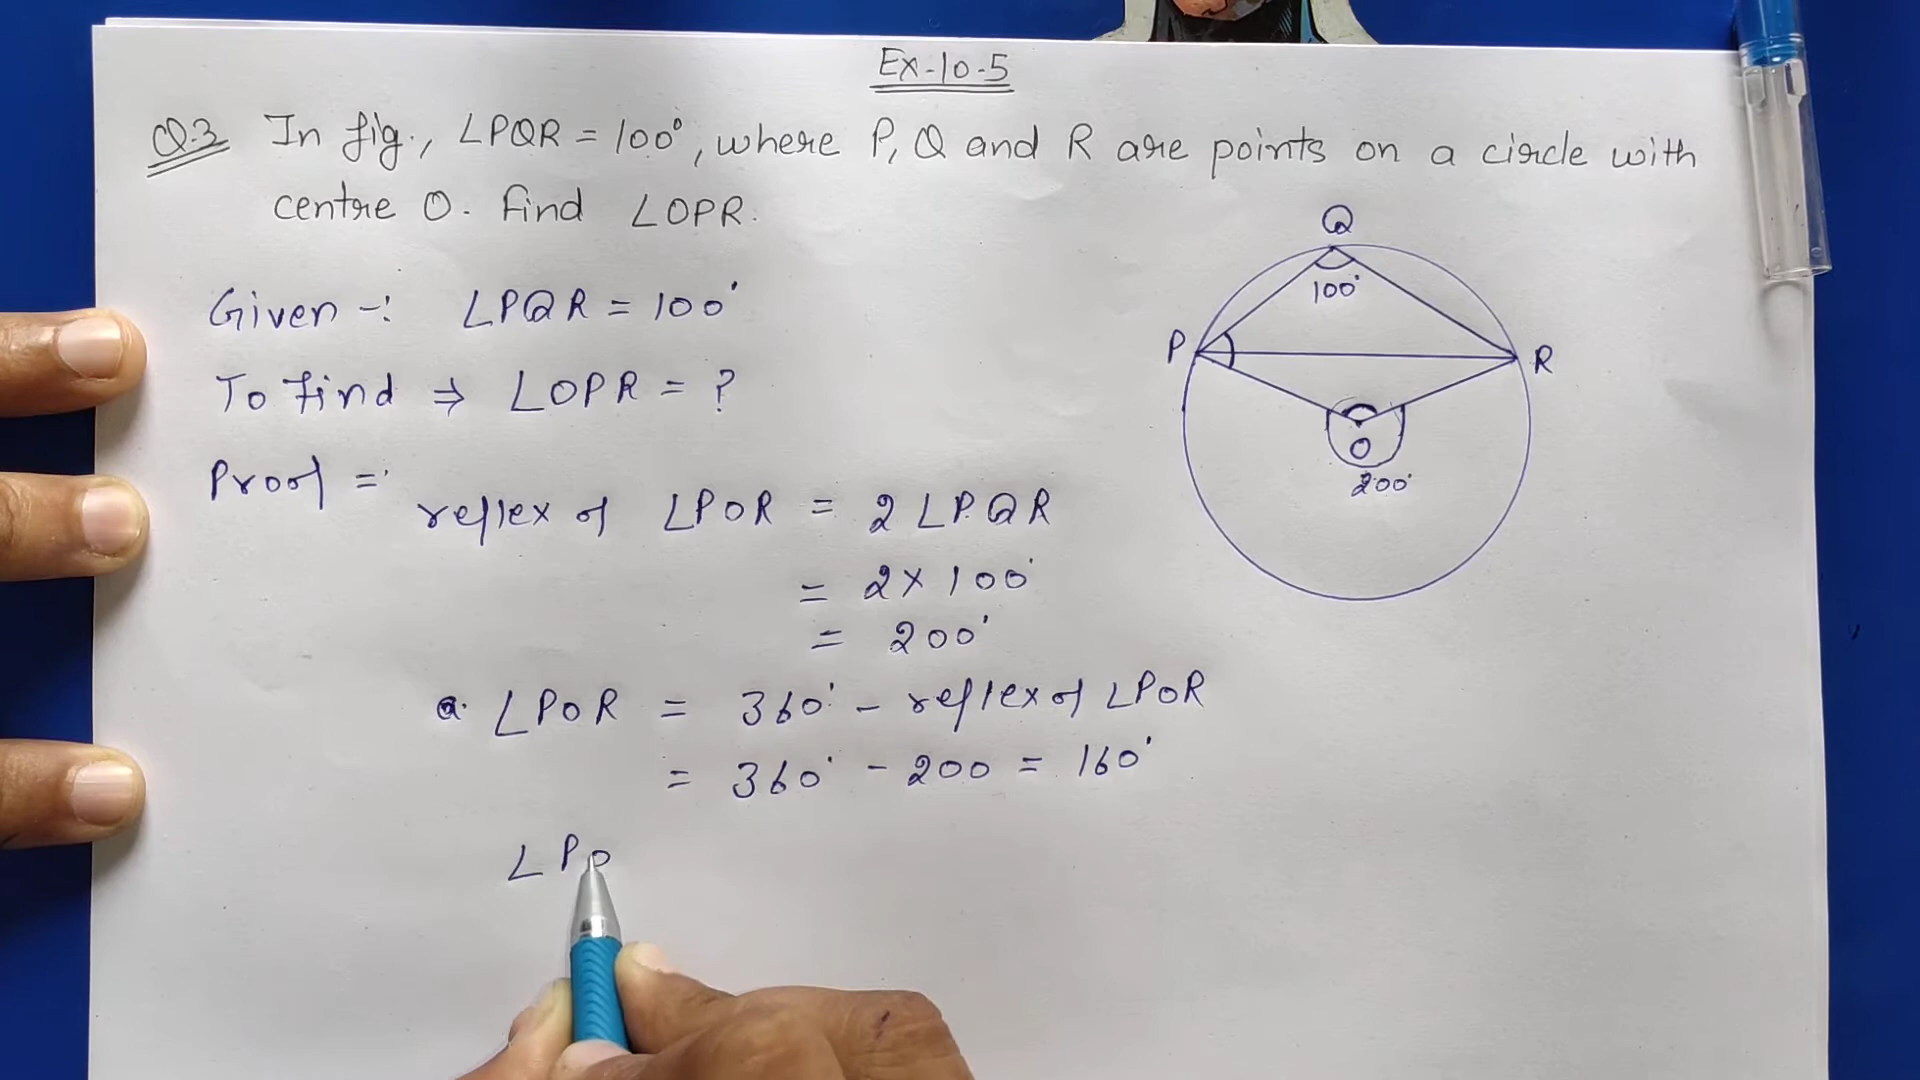 Ex-10.5
Q.3 In fig., ∠PQR = 100°, where P, Q and R are points on a circle with
centre O. Find ∠OPR.
Given -: ∠PQR = 100°
To find ⇒ ∠OPR = ?
Proof =
reflex of ∠POR = 2 ∠PQR
= 2 × 100°
= 200°
∠POR = 360° - reflex of ∠POR
= 360° - 200 = 160°
∠PO
Q
100°
P
R
O
200°